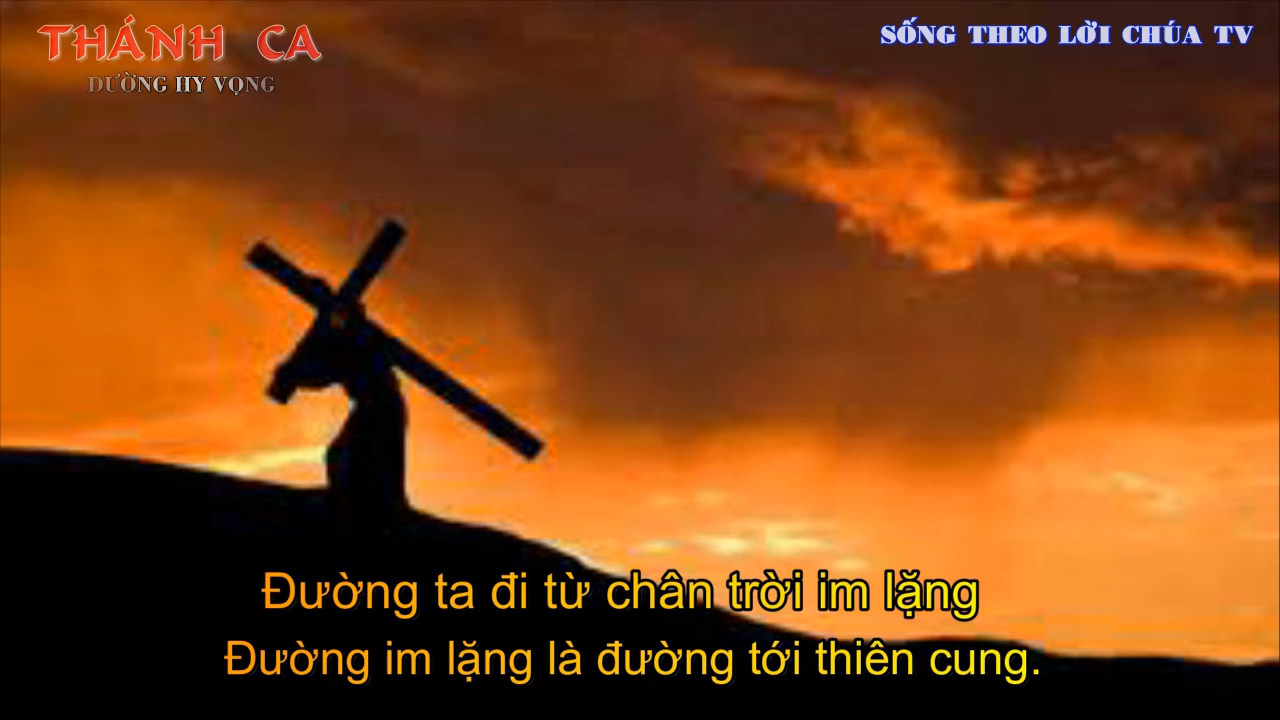 THÁNH CA
ĐƯỜNG HY VỌNG
SỐNG THEO LỜI CHÚA TV
Đường ta đi từ chân trời im lặng
Đường im lặng là đường tới thiên cung.